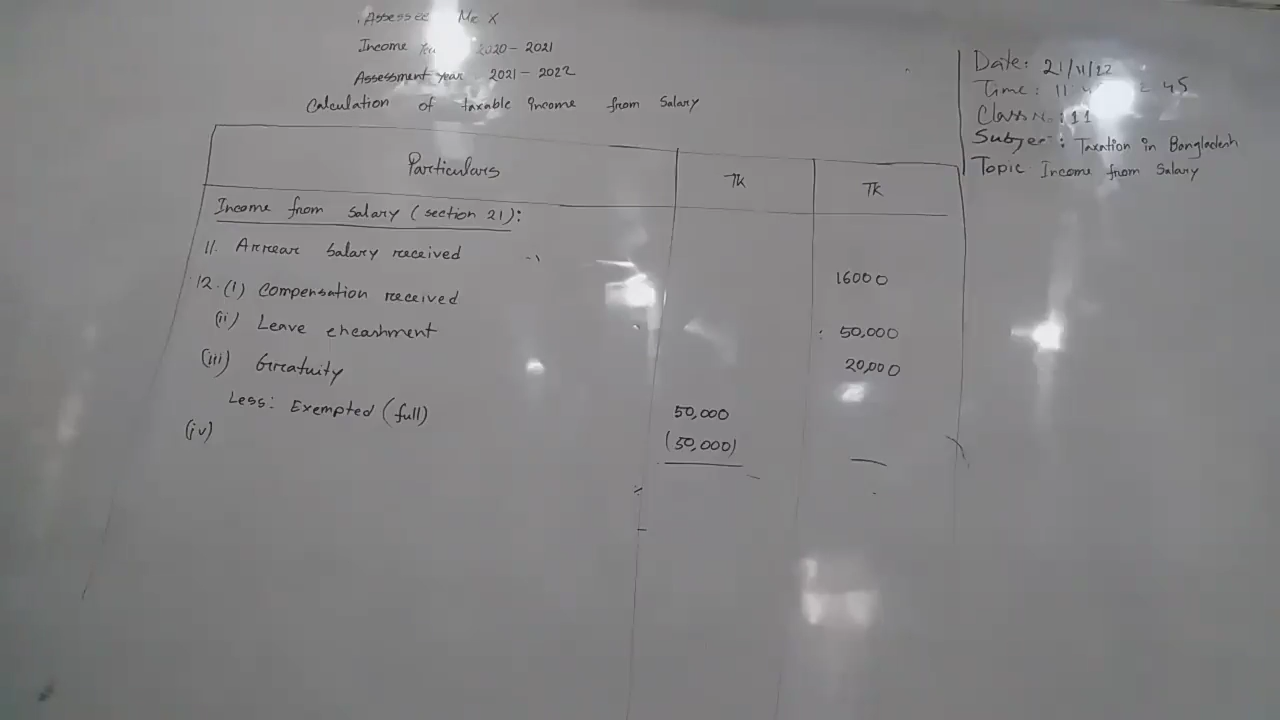 Assessee Mr X
Income Year 2020-2021
Assessment year 2021-2022
Calculation of taxable income from Salary
Date: 21/11/22
Time: 11: 45
Class No: 11
Subject: Taxation in Bangladesh
Topic Income from Salary
Particulars Tk Tk
Income from salary (section 21):
11. Arrear Salary received 16000
12. (i) Compensation received 50,000
(ii) Leave encashment 20,000
(iii) Gratuity 50,000
Less: Exempted (full) (50,000) —
(iv)